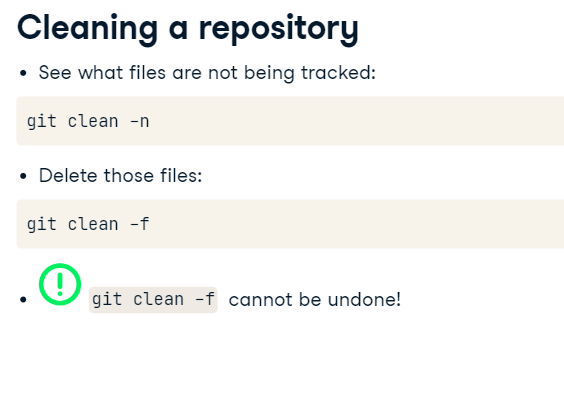 Cleaning a repository
• See what files are not being tracked:
git clean -n
• Delete those files:
git clean -f
• git clean -f cannot be undone!